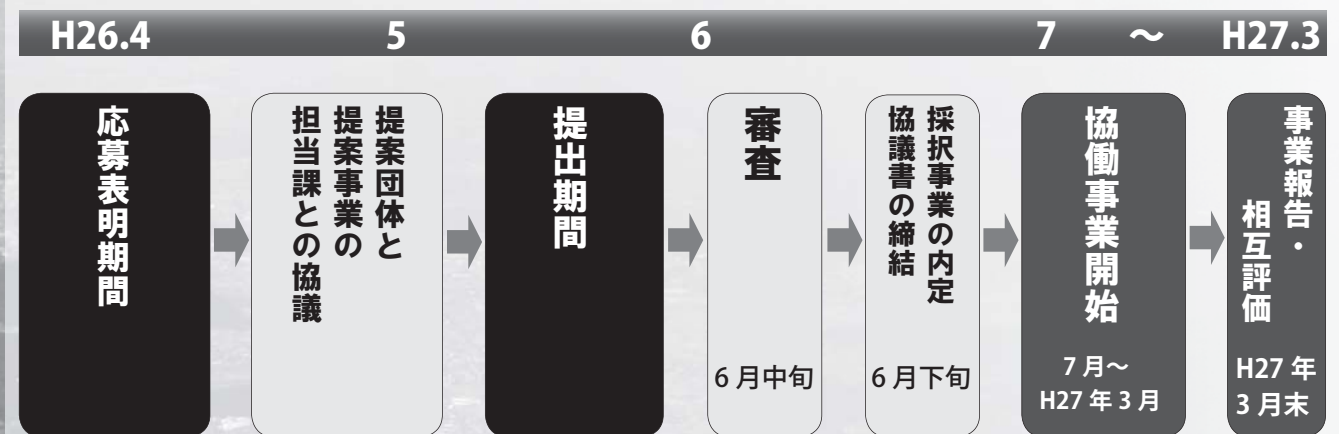 H26.4 5 6 7 ～ H27.3
応募表明期間
提案団体と
提案事業の
担当課との協議
提出期間
審査
6月中旬
採択事業の内定
協議書の締結
6月下旬
協働事業開始
7月～
H27年3月
事業報告・
相互評価
H27年
3月末